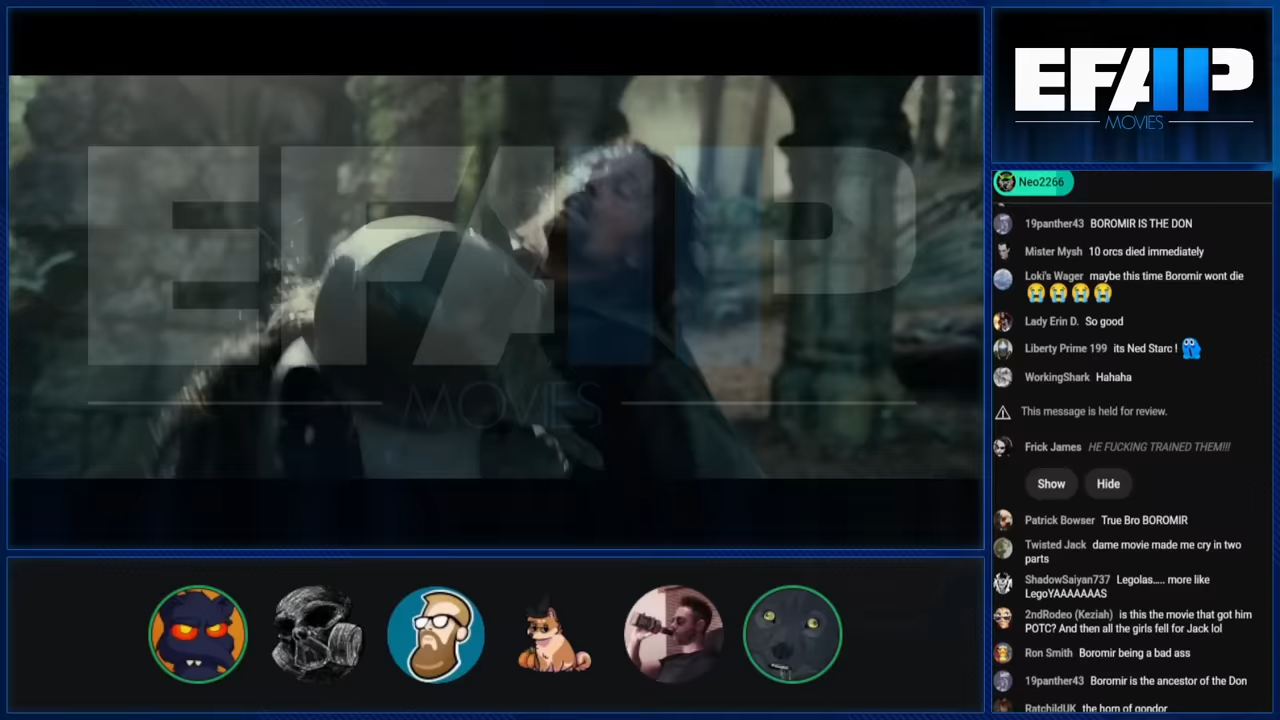 EFAP
MOVIES
EFAP
MOVIES
Neo2266
19panther43 BOROMIR IS THE DON
Mister Mysh 10 orcs died immediately
Loki's Wager maybe this time Boromir wont die
😭😭😭😭
Lady Erin D. So good
Liberty Prime 199 its Ned Starc !
WorkingShark Hahaha
This message is held for review.
Frick James HE FUCKING TRAINED THEM!!!
Show Hide
Patrick Bowser True Bro BOROMIR
Twisted Jack dame movie made me cry in two
parts
ShadowSaiyan737 Legolas..... more like
LegoYAAAAAAAS
2ndRodeo (Keziah) is this the movie that got him
POTC? And then all the girls fell for Jack lol
Ron Smith Boromir being a bad ass
19panther43 Boromir is the ancestor of the Don
RatchildUK the horn of gondor